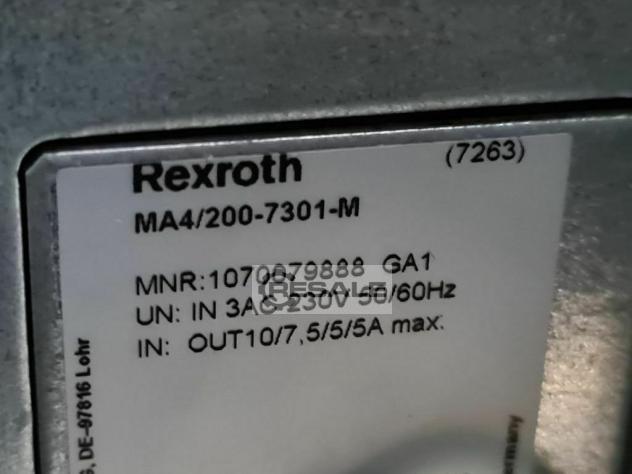 Rexroth
(7263)
MA4/200-7301-M
MNR:1070079888 GA1
UN: IN 3AC 230V 50/60Hz
IN: OUT10/7,5/5/5A max.
, DE-97816 Lohr
RESALE